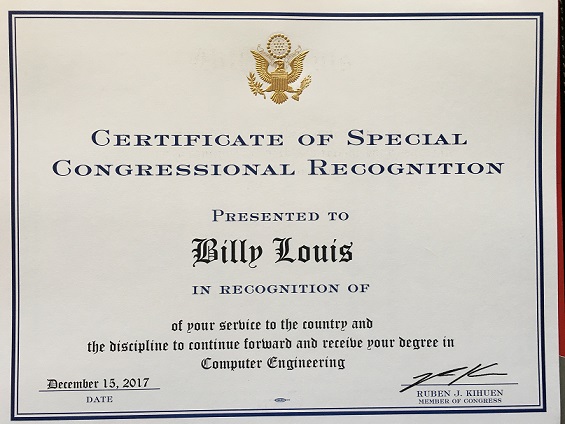 Certificate of Special
Congressional Recognition
Presented to
Billy Louis
in recognition of
of your service to the country and
the discipline to continue forward and receive your degree in
Computer Engineering
December 15, 2017
DATE
RUBEN J. KIHUEN
MEMBER OF CONGRESS